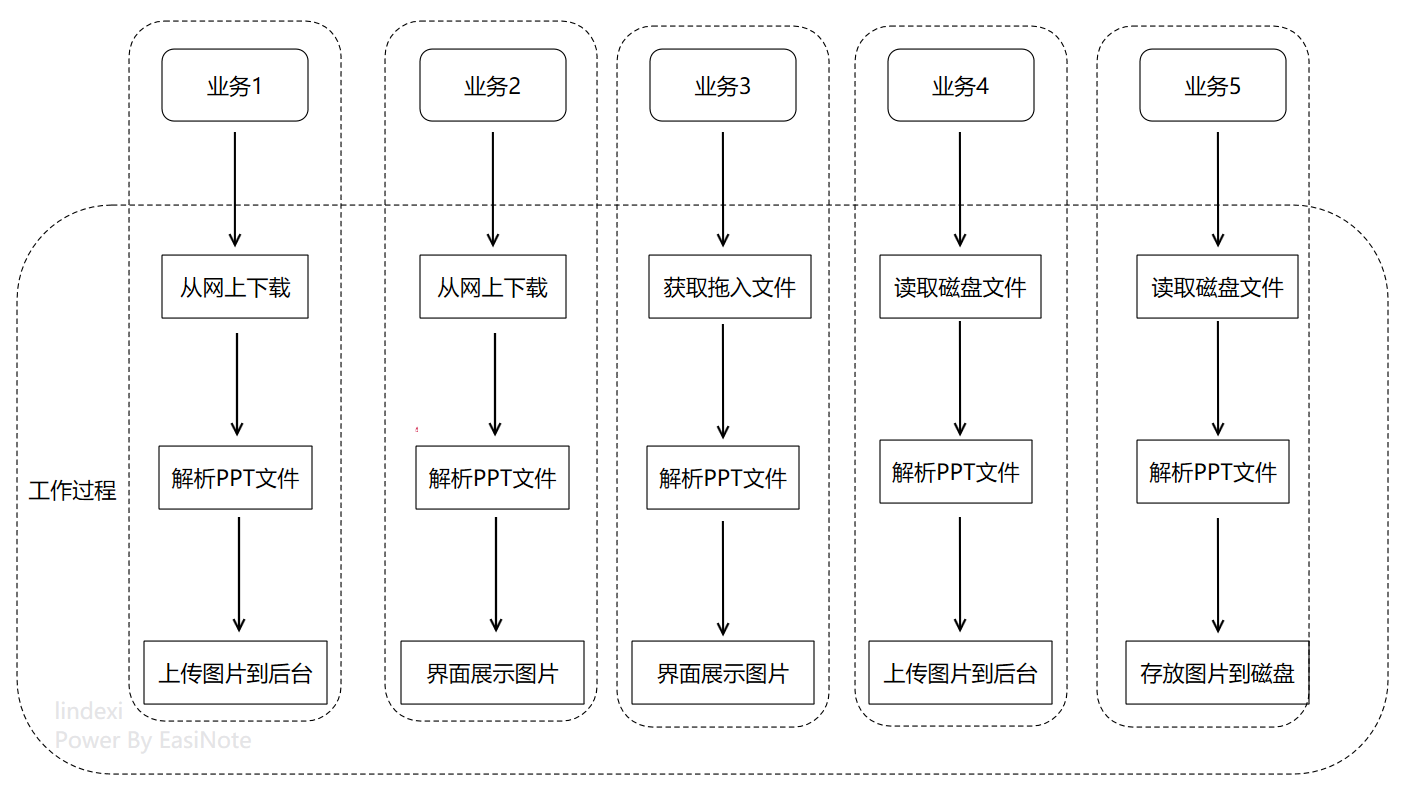 业务1
业务2
业务3
业务4
业务5
从网上下载
从网上下载
获取拖入文件
读取磁盘文件
读取磁盘文件
解析PPT文件
解析PPT文件
解析PPT文件
解析PPT文件
解析PPT文件
工作过程
上传图片到后台
界面展示图片
界面展示图片
上传图片到后台
存放图片到磁盘
lindexi
Power By EasiNote